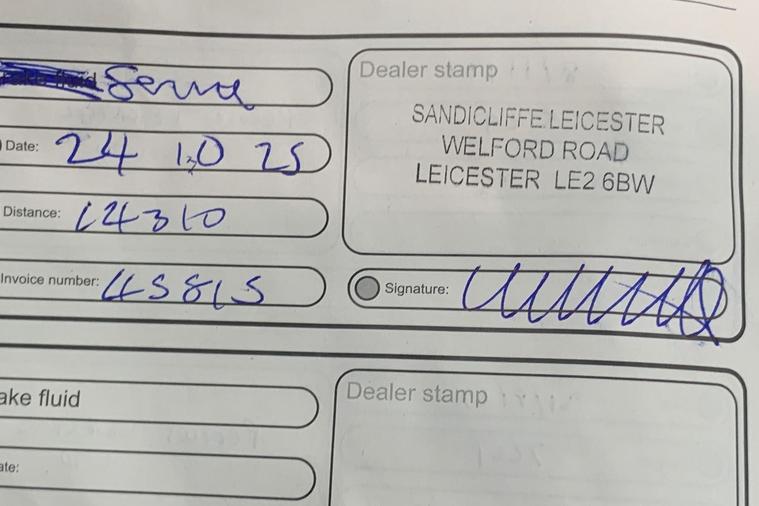 Service
Dealer stamp
SANDICLIFFE LEICESTER
WELFORD ROAD
LEICESTER LE2 6BW
Date: 24 10 25
Distance: 14310
Invoice number: 45815
Signature:
ake fluid
Dealer stamp
ate: